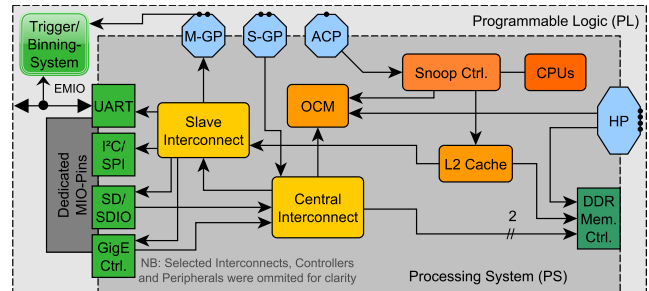 Programmable Logic (PL)
Trigger/
Binning-
System
M-GP
S-GP
ACP
Snoop Ctrl.
CPUs
EMIO
UART
OCM
HP
Slave
Interconnect
I²C/
SPI
L2 Cache
Dedicated
MIO-Pins
SD/
SDIO
Central
Interconnect
DDR
Mem.
Ctrl.
2
//
GigE
Ctrl.
NB: Selected Interconnects, Controllers
and Peripherals were ommited for clarity
Processing System (PS)